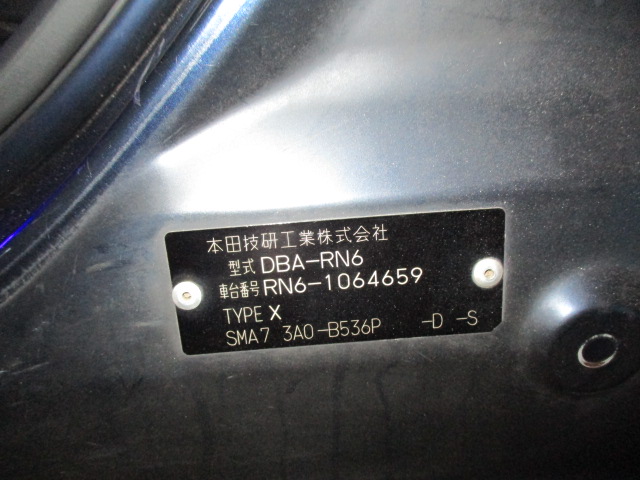 本田技研工業株式会社
型式 DBA-RN6
車台番号 RN6-1064659
TYPE X
SMA7 3A0-B536P -D -S